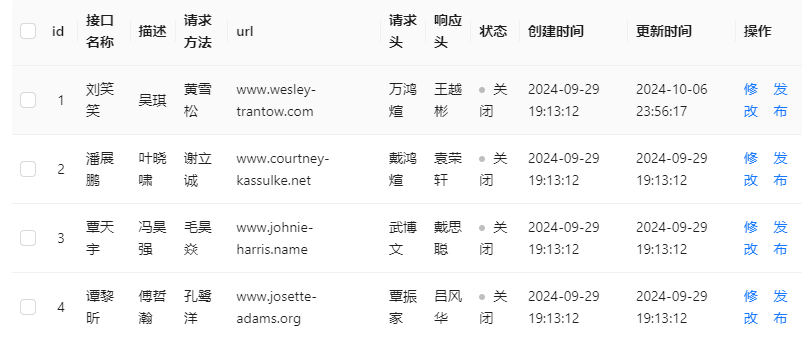 id 接口名称 描述 请求方法 url 请求头 响应头 状态 创建时间 更新时间 操作
1 刘笑笑 吴琪 黄雪松 www.wesley-trantow.com 万鸿煊 王越彬 关闭 2024-09-29 19:13:12 2024-10-06 23:56:17 修改 发布
2 潘展鹏 叶晓啸 谢立诚 www.courtney-kassulke.net 戴鸿煊 袁荣轩 关闭 2024-09-29 19:13:12 2024-09-29 19:13:12 修改 发布
3 覃天宇 冯昊强 毛昊焱 www.johnie-harris.name 武博文 戴思聪 关闭 2024-09-29 19:13:12 2024-09-29 19:13:12 修改 发布
4 谭黎昕 傅哲瀚 孔鹭洋 www.josette-adams.org 覃振家 吕风华 关闭 2024-09-29 19:13:12 2024-09-29 19:13:12 修改 发布